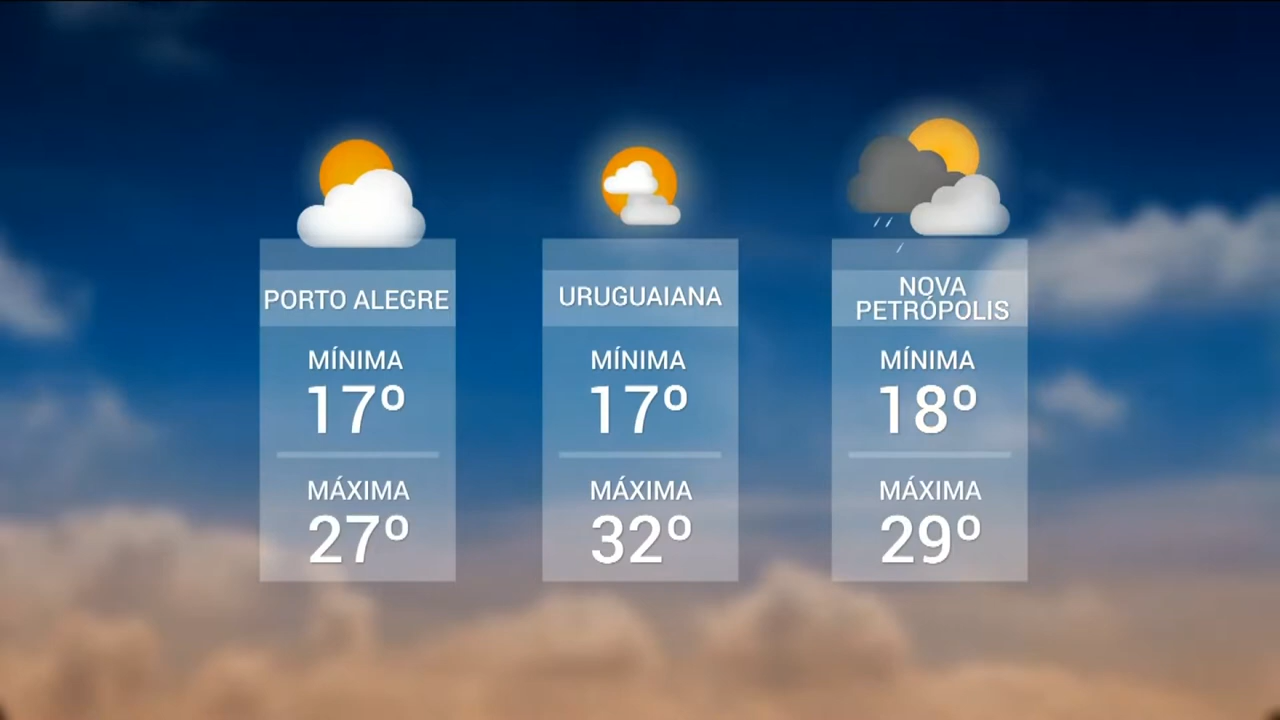 PORTO ALEGRE
MÍNIMA
17º
MÁXIMA
27º
URUGUAIANA
MÍNIMA
17º
MÁXIMA
32º
NOVA
PETRÓPOLIS
MÍNIMA
18º
MÁXIMA
29º